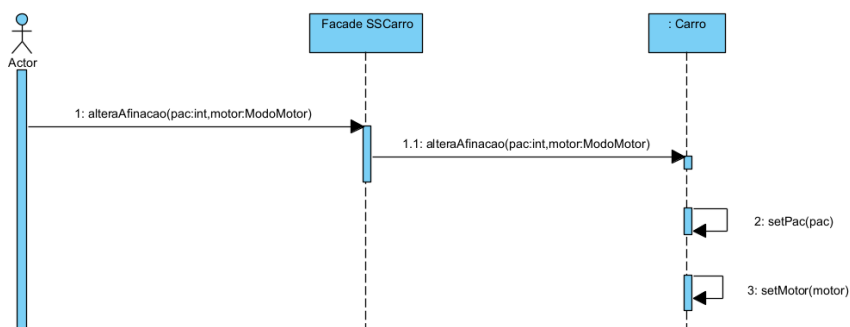 Facade SSCarro
: Carro
Actor
1: alteraAfinacao(pac:int,motor:ModoMotor)
1.1: alteraAfinacao(pac:int,motor:ModoMotor)
2: setPac(pac)
3: setMotor(motor)